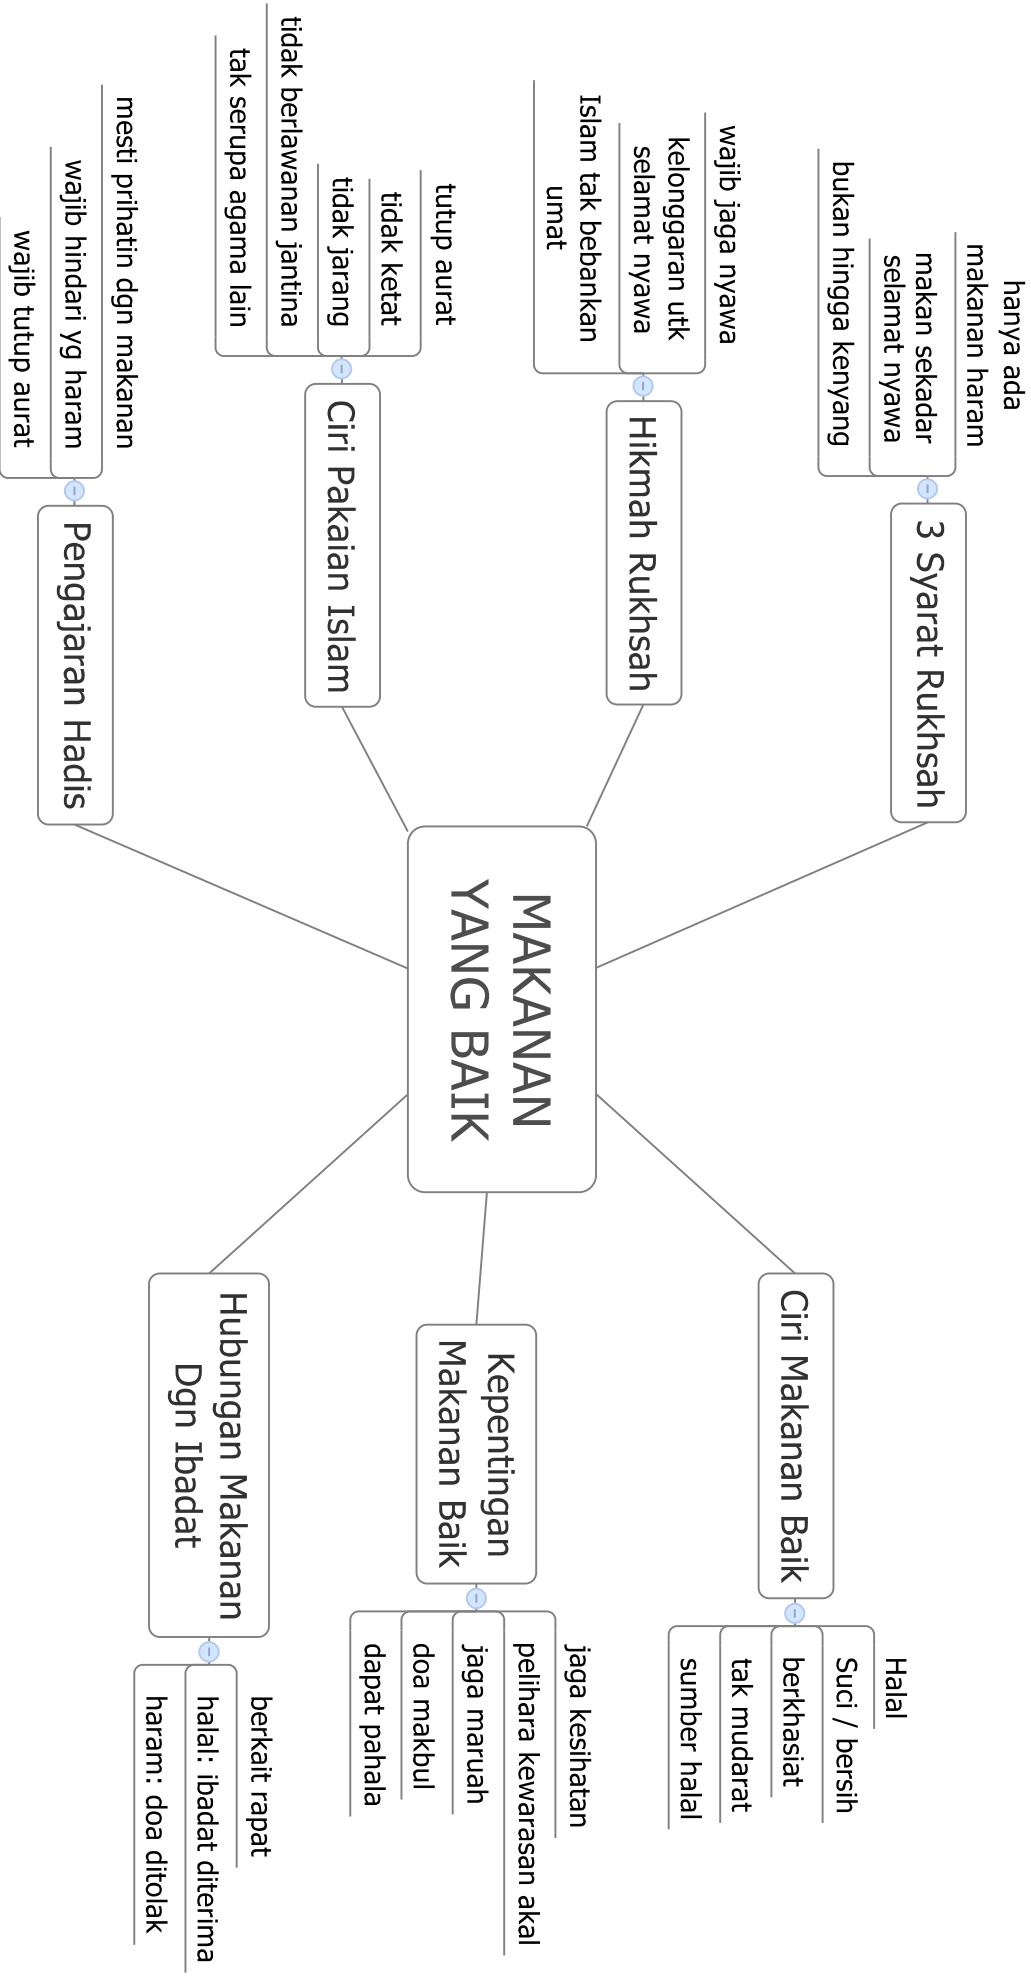 MAKANAN
YANG BAIK
Ciri Makanan Baik
Halal
Suci / bersih
berkhasiat
tak mudarat
sumber halal
Kepentingan
Makanan Baik
jaga kesihatan
pelihara kewarasan akal
jaga maruah
doa makbul
dapat pahala
Hubungan Makanan
Dgn Ibadat
berkait rapat
halal: ibadat diterima
haram: doa ditolak
3 Syarat Rukhsah
hanya ada
makanan haram
makan sekadar
selamat nyawa
bukan hingga kenyang
Hikmah Rukhsah
wajib jaga nyawa
kelonggaran utk
selamat nyawa
Islam tak bebankan
umat
Ciri Pakaian Islam
tutup aurat
tidak ketat
tidak jarang
tidak berlawanan jantina
tak serupa agama lain
Pengajaran Hadis
mesti prihatin dgn makanan
wajib hindari yg haram
wajib tutup aurat